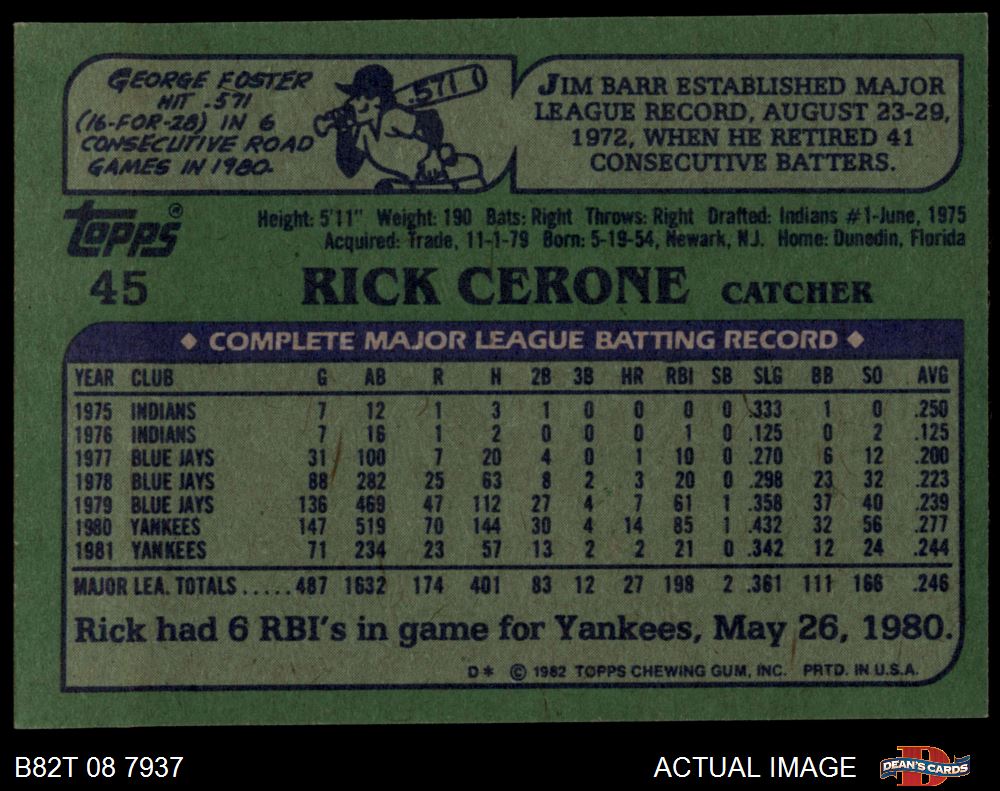 GEORGE FOSTER
HIT .571
(16-FOR-28) IN 6
CONSECUTIVE ROAD
GAMES IN 1980.
.571
JIM BARR ESTABLISHED MAJOR
LEAGUE RECORD, AUGUST 23-29,
1972, WHEN HE RETIRED 41
CONSECUTIVE BATTERS.
Topps®
45
Height: 5'11" Weight: 190 Bats: Right Throws: Right Drafted: Indians #1-June, 1975
Acquired: Trade, 11-1-79 Born: 5-19-54, Newark, N.J. Home: Dunedin, Florida
RICK CERONE CATCHER
◆ COMPLETE MAJOR LEAGUE BATTING RECORD ◆
YEAR CLUB G AB R H 2B 3B HR RBI SB SLG BB SO AVG
1975 INDIANS 7 12 1 3 1 0 0 0 0 .333 1 0 .250
1976 INDIANS 7 16 1 2 0 0 0 1 0 .125 0 2 .125
1977 BLUE JAYS 31 100 7 20 4 0 1 10 0 .270 6 12 .200
1978 BLUE JAYS 88 282 25 63 8 2 3 20 0 .298 23 32 .223
1979 BLUE JAYS 136 469 47 112 27 4 7 61 1 .358 37 40 .239
1980 YANKEES 147 519 70 144 30 4 14 85 1 .432 32 56 .277
1981 YANKEES 71 234 23 57 13 2 2 21 0 .342 12 24 .244
MAJOR LEA. TOTALS.....487 1632 174 401 83 12 27 198 2 .361 111 166 .246
Rick had 6 RBI's in game for Yankees, May 26, 1980.
D* © 1982 TOPPS CHEWING GUM, INC. PRTD. IN U.S.A.
B82T 08 7937
ACTUAL IMAGE
D
DEAN'S CARDS